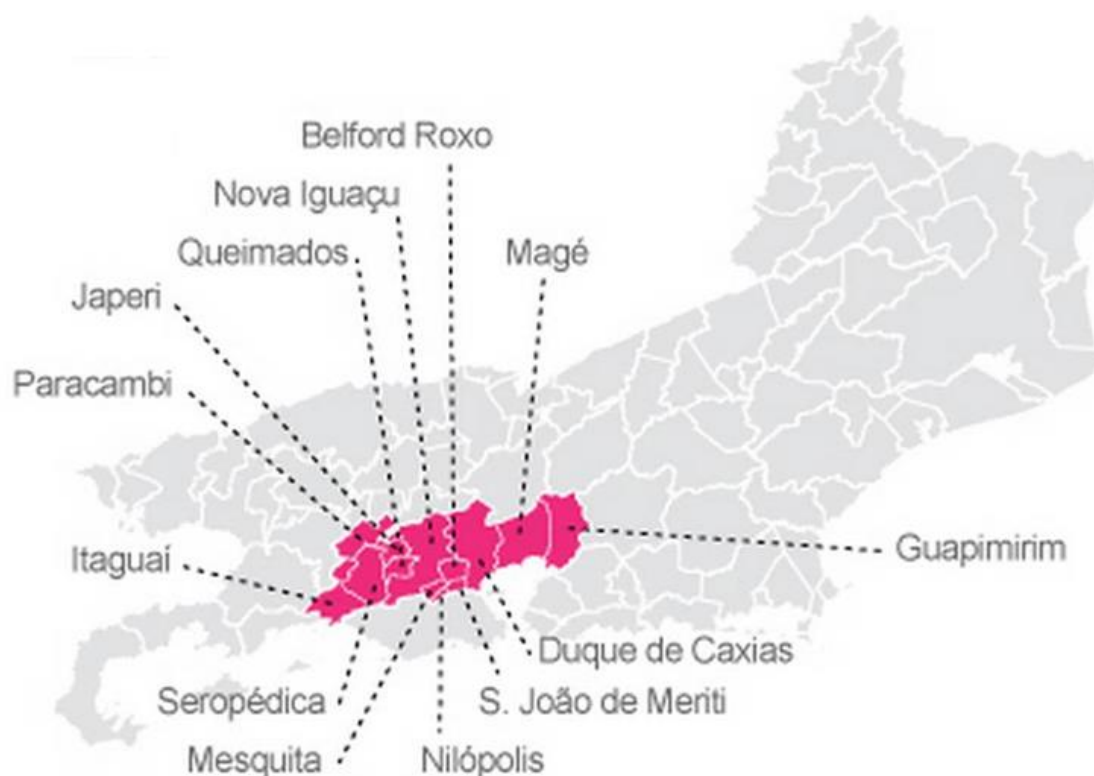 Belford Roxo
Nova Iguaçu
Queimados
Magé
Japeri
Paracambi
Itaguaí
Guapimirim
Duque de Caxias
Seropédica
S. João de Meriti
Mesquita
Nilópolis